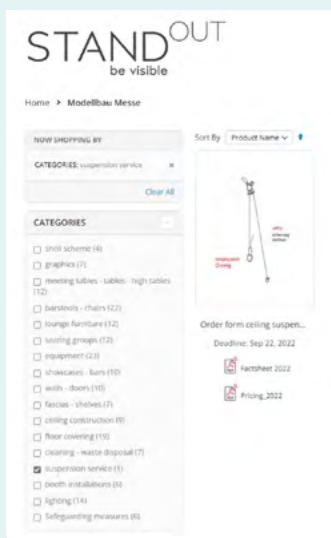 STANDOUT
be visible
Home > Modellbau Messe
NOW SHOPPING BY
CATEGORIES: suspension service ×
Clear All
CATEGORIES
shell scheme (4)
graphics (7)
meeting tables - tables - high tables
(12)
barstools - chairs (22)
lounge furniture (12)
seating groups (12)
equipment (23)
showcases - bars (10)
walls - doors (10)
fascias - shelves (7)
ceiling construction (9)
floor covering (19)
cleaning - waste disposal (7)
suspension service (1)
booth installations (6)
lighting (14)
Safeguarding measures (6)
Sort By Product Name
Order form ceiling suspen...
Deadline: Sep 22, 2022
Factsheet 2022
Pricing_2022